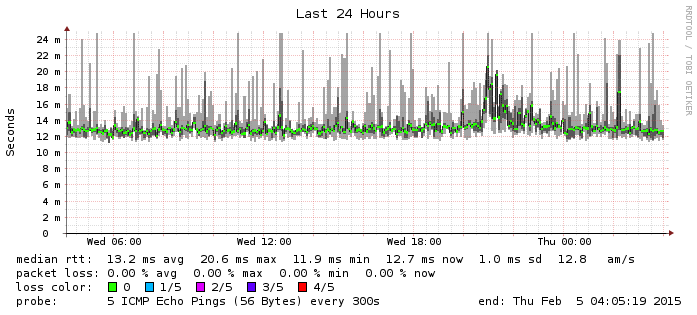 Last 24 Hours
RRDTOOL / TOBI OETIKER
Seconds
24 m
22 m
20 m
18 m
16 m
14 m
12 m
10 m
8 m
6 m
4 m
2 m
0
Wed 06:00 Wed 12:00 Wed 18:00 Thu 00:00
median rtt: 13.2 ms avg 20.6 ms max 11.9 ms min 12.7 ms now 1.0 ms sd 12.8 am/s
packet loss: 0.00 % avg 0.00 % max 0.00 % min 0.00 % now
loss color: 0 1/5 2/5 3/5 4/5
probe: 5 ICMP Echo Pings (56 Bytes) every 300s end: Thu Feb 5 04:05:19 2015